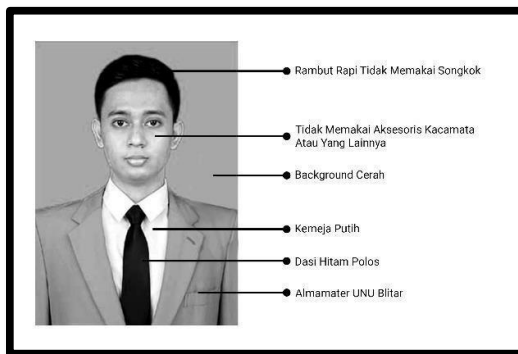 Rambut Rapi Tidak Memakai Songkok
Tidak Memakai Aksesoris Kacamata
Atau Yang Lainnya
Background Cerah
Kemeja Putih
Dasi Hitam Polos
Almamater UNU Blitar